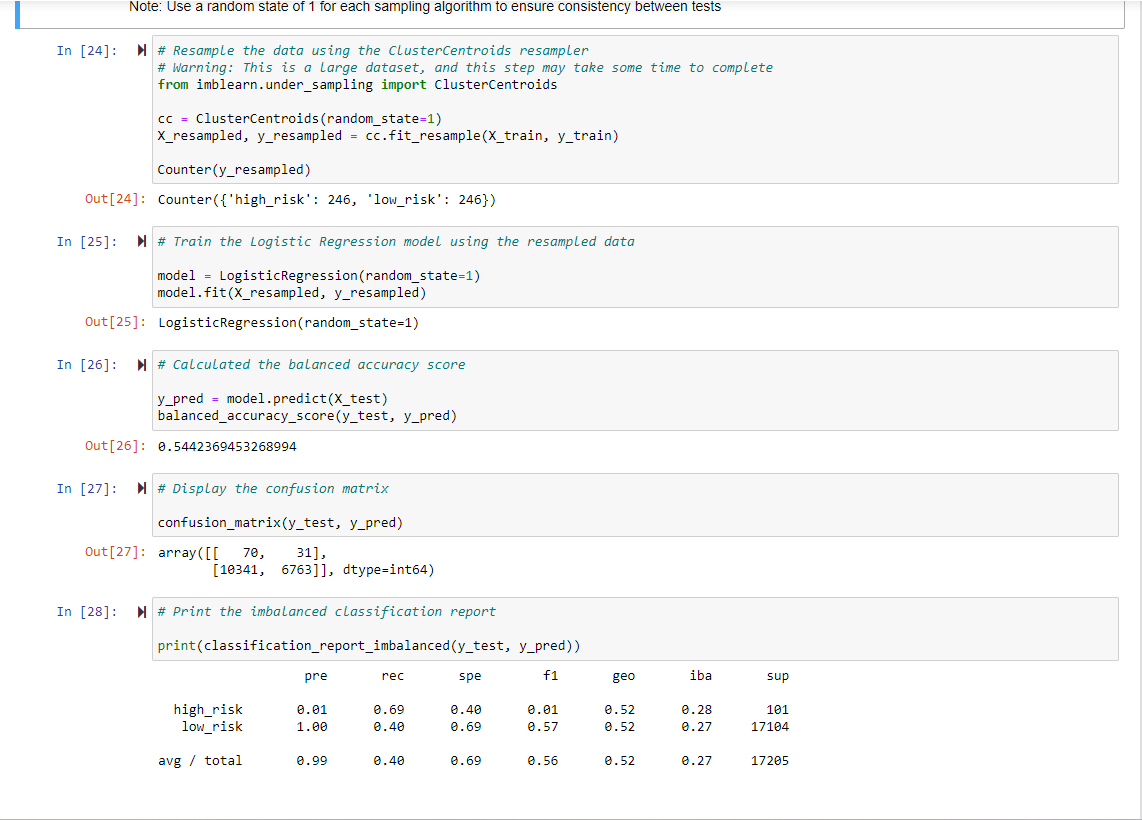 Note: Use a random state of 1 for each sampling algorithm to ensure consistency between tests
In [24]:
# Resample the data using the ClusterCentroids resampler
# Warning: This is a large dataset, and this step may take some time to complete
from imblearn.under_sampling import ClusterCentroids
cc = ClusterCentroids(random_state=1)
X_resampled, y_resampled = cc.fit_resample(X_train, y_train)
Counter(y_resampled)
Out[24]: Counter({'high_risk': 246, 'low_risk': 246})
In [25]:
# Train the Logistic Regression model using the resampled data
model = LogisticRegression(random_state=1)
model.fit(X_resampled, y_resampled)
Out[25]: LogisticRegression(random_state=1)
In [26]:
# Calculated the balanced accuracy score
y_pred = model.predict(X_test)
balanced_accuracy_score(y_test, y_pred)
Out[26]: 0.5442369453268994
In [27]:
# Display the confusion matrix
confusion_matrix(y_test, y_pred)
Out[27]: array([[   70,    31],
       [10341,  6763]], dtype=int64)
In [28]:
# Print the imbalanced classification report
print(classification_report_imbalanced(y_test, y_pred))
pre rec spe f1 geo iba sup
high_risk 0.01 0.69 0.40 0.01 0.52 0.28 101
low_risk 1.00 0.40 0.69 0.57 0.52 0.27 17104
avg / total 0.99 0.40 0.69 0.56 0.52 0.27 17205